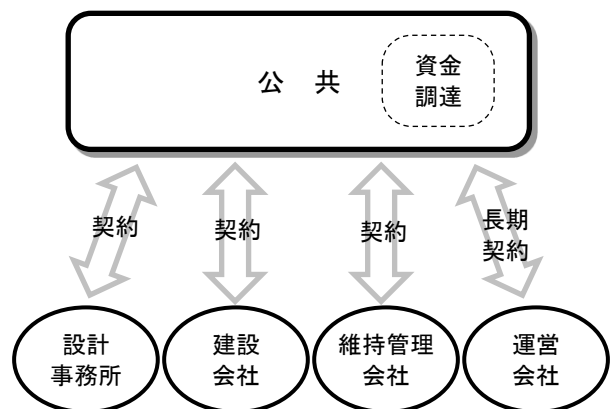 公 共
資金
調達
契約
契約
契約
長期
契約
設計
事務所
建設
会社
維持管理
会社
運営
会社